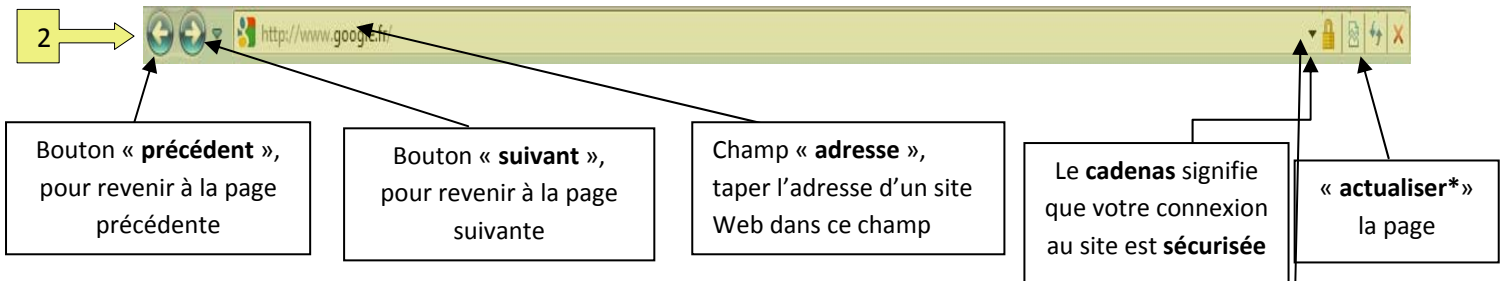 2
http://www.google.fr/
Bouton « précédent »,
pour revenir à la page
précédente
Bouton « suivant »,
pour revenir à la page
suivante
Champ « adresse »,
taper l’adresse d’un site
Web dans ce champ
Le cadenas signifie
que votre connexion
au site est sécurisée
« actualiser*»
la page